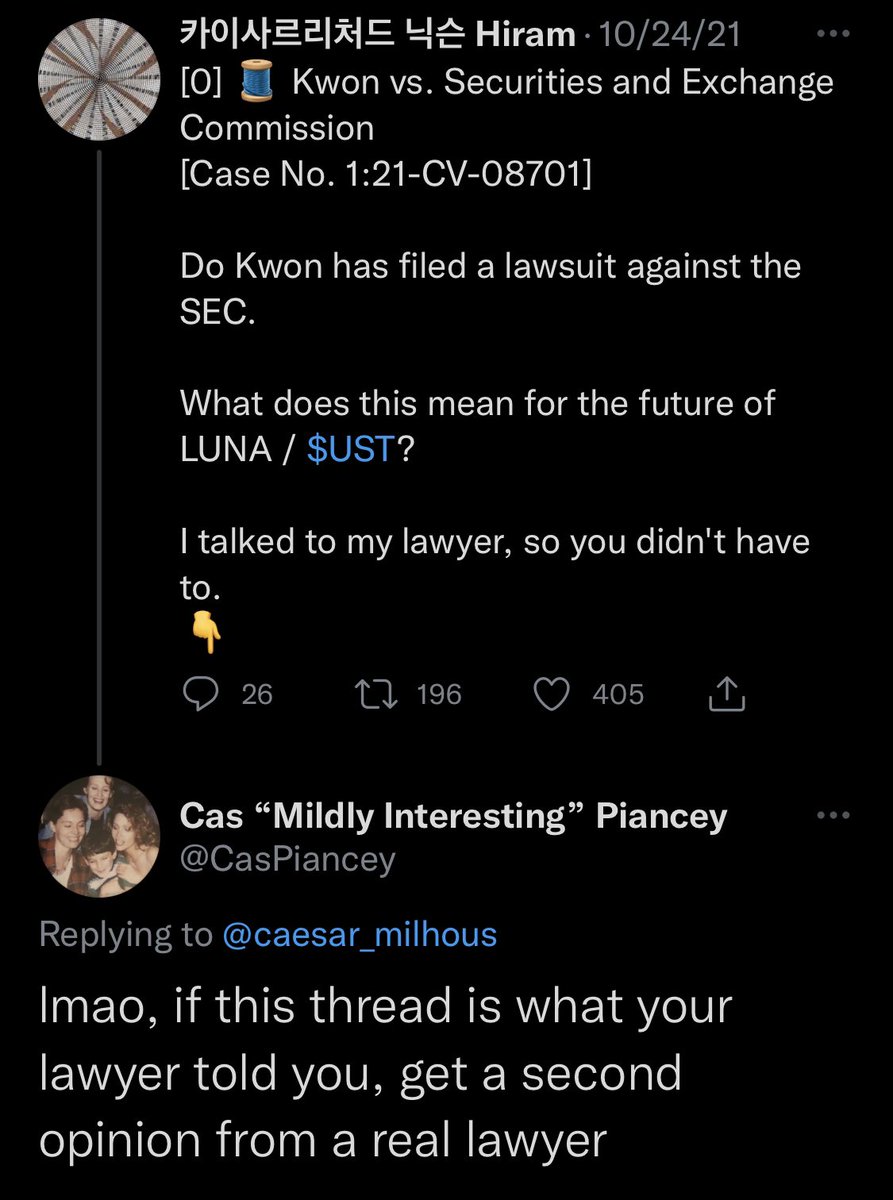 카이사르리처드 닉슨 Hiram · 10/24/21
[0] 🧵 Kwon vs. Securities and Exchange
Commission
[Case No. 1:21-CV-08701]
Do Kwon has filed a lawsuit against the
SEC.
What does this mean for the future of
LUNA / $UST?
I talked to my lawyer, so you didn't have
to.
👇
26 196 405
Cas “Mildly Interesting” Piancey
@CasPiancey
Replying to @caesar_milhous
lmao, if this thread is what your
lawyer told you, get a second
opinion from a real lawyer